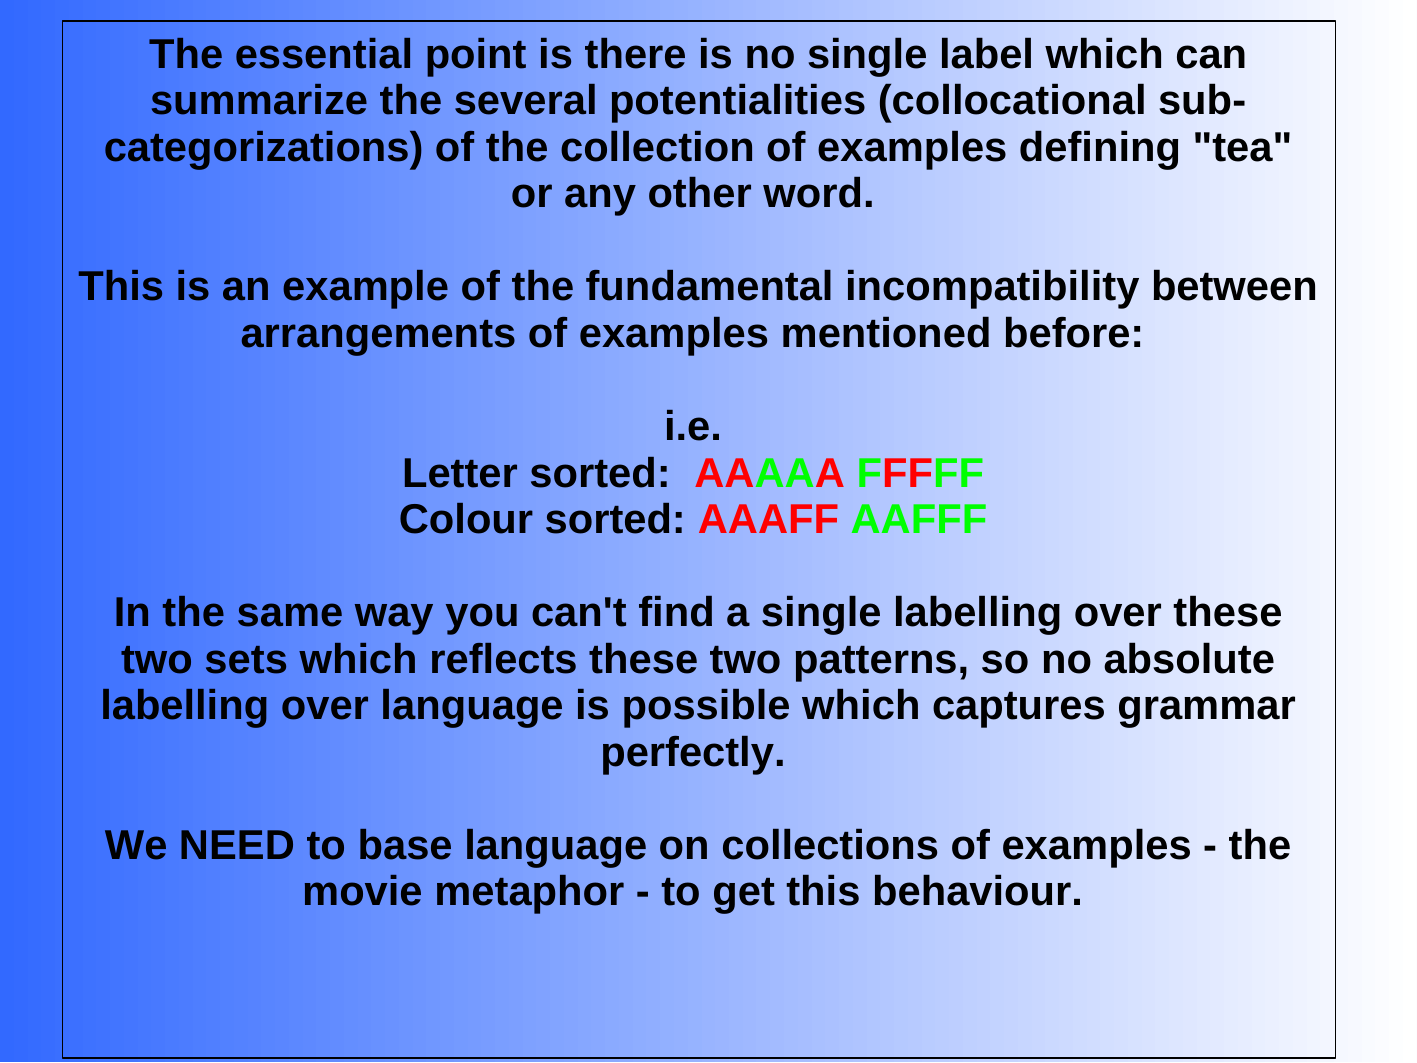 The essential point is there is no single label which can
summarize the several potentialities (collocational sub-
categorizations) of the collection of examples defining "tea"
or any other word.
This is an example of the fundamental incompatibility between
arrangements of examples mentioned before:
i.e.
Letter sorted:  AAAAA FFFFF
Colour sorted: AAAFF AAFFF
In the same way you can't find a single labelling over these
two sets which reflects these two patterns, so no absolute
labelling over language is possible which captures grammar
perfectly.
We NEED to base language on collections of examples - the
movie metaphor - to get this behaviour.